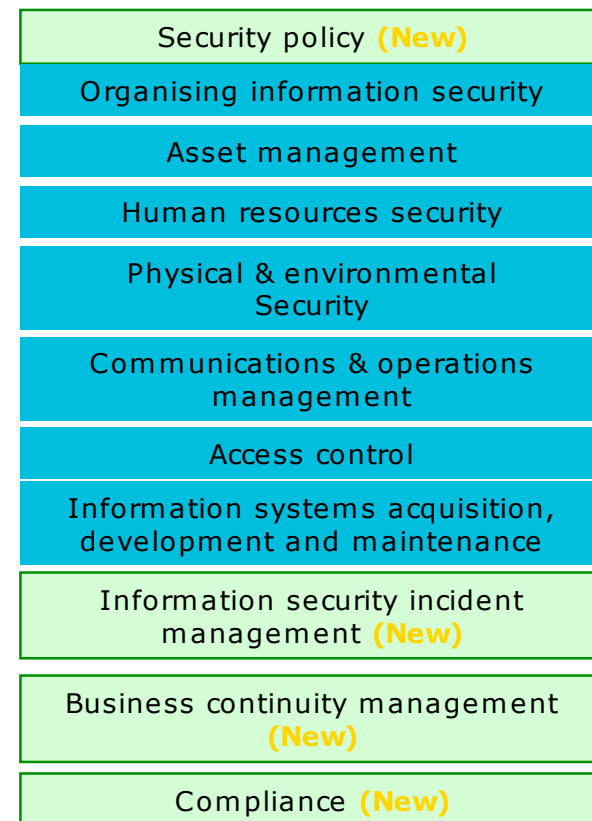 Security policy (New)
Organising information security
Asset management
Human resources security
Physical & environmental
Security
Communications & operations
management
Access control
Information systems acquisition,
development and maintenance
Information security incident
management (New)
Business continuity management
(New)
Compliance (New)